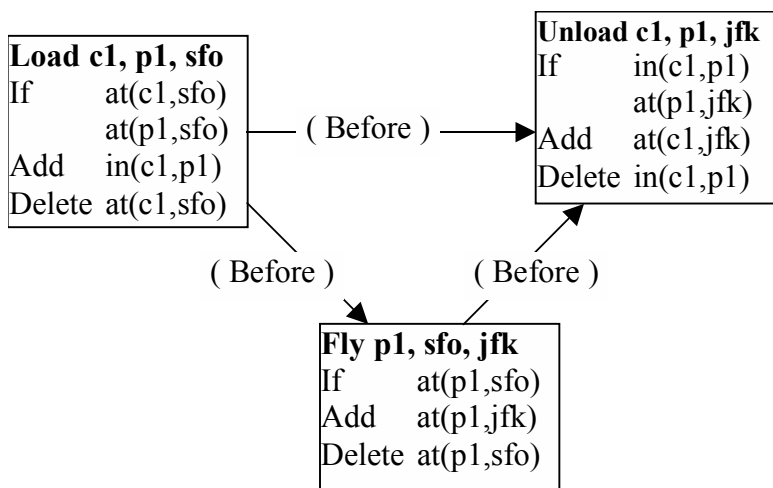 Load c1, p1, sfo
If at(c1,sfo)
at(p1,sfo)
Add in(c1,p1)
Delete at(c1,sfo)
( Before )
Unload c1, p1, jfk
If in(c1,p1)
at(p1,jfk)
Add at(c1,jfk)
Delete in(c1,p1)
( Before )
( Before )
Fly p1, sfo, jfk
If at(p1,sfo)
Add at(p1,jfk)
Delete at(p1,sfo)